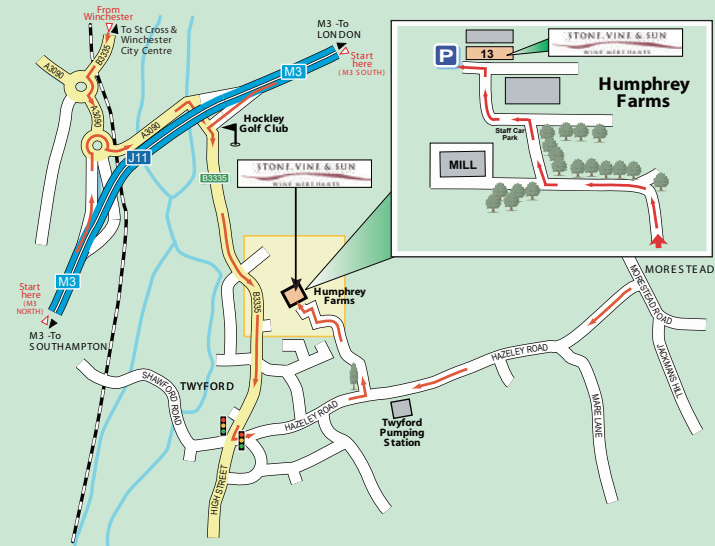 From
Winchester
To St Cross &
Winchester
City Centre
B3335
A3090
A3090
A3090
J11
M3
M3 -To
LONDON
Start
here
(M3 SOUTH)
Hockley
Golf Club
B3335
STONE, VINE & SUN
WINE MERCHANTS
M3
Start
here
(M3
NORTH)
M3 -To
SOUTHAMPTON
B3335
Humphrey
Farms
TWYFORD
SHAWFORD ROAD
HAZELEY ROAD
HIGH STREET
Twyford
Pumping
Station
HAZELEY ROAD
MARE LANE
MORESTEAD
MORESTEAD ROAD
JACKMANS HILL
P
13
STONE, VINE & SUN
WINE MERCHANTS
Humphrey
Farms
Staff Car
Park
MILL